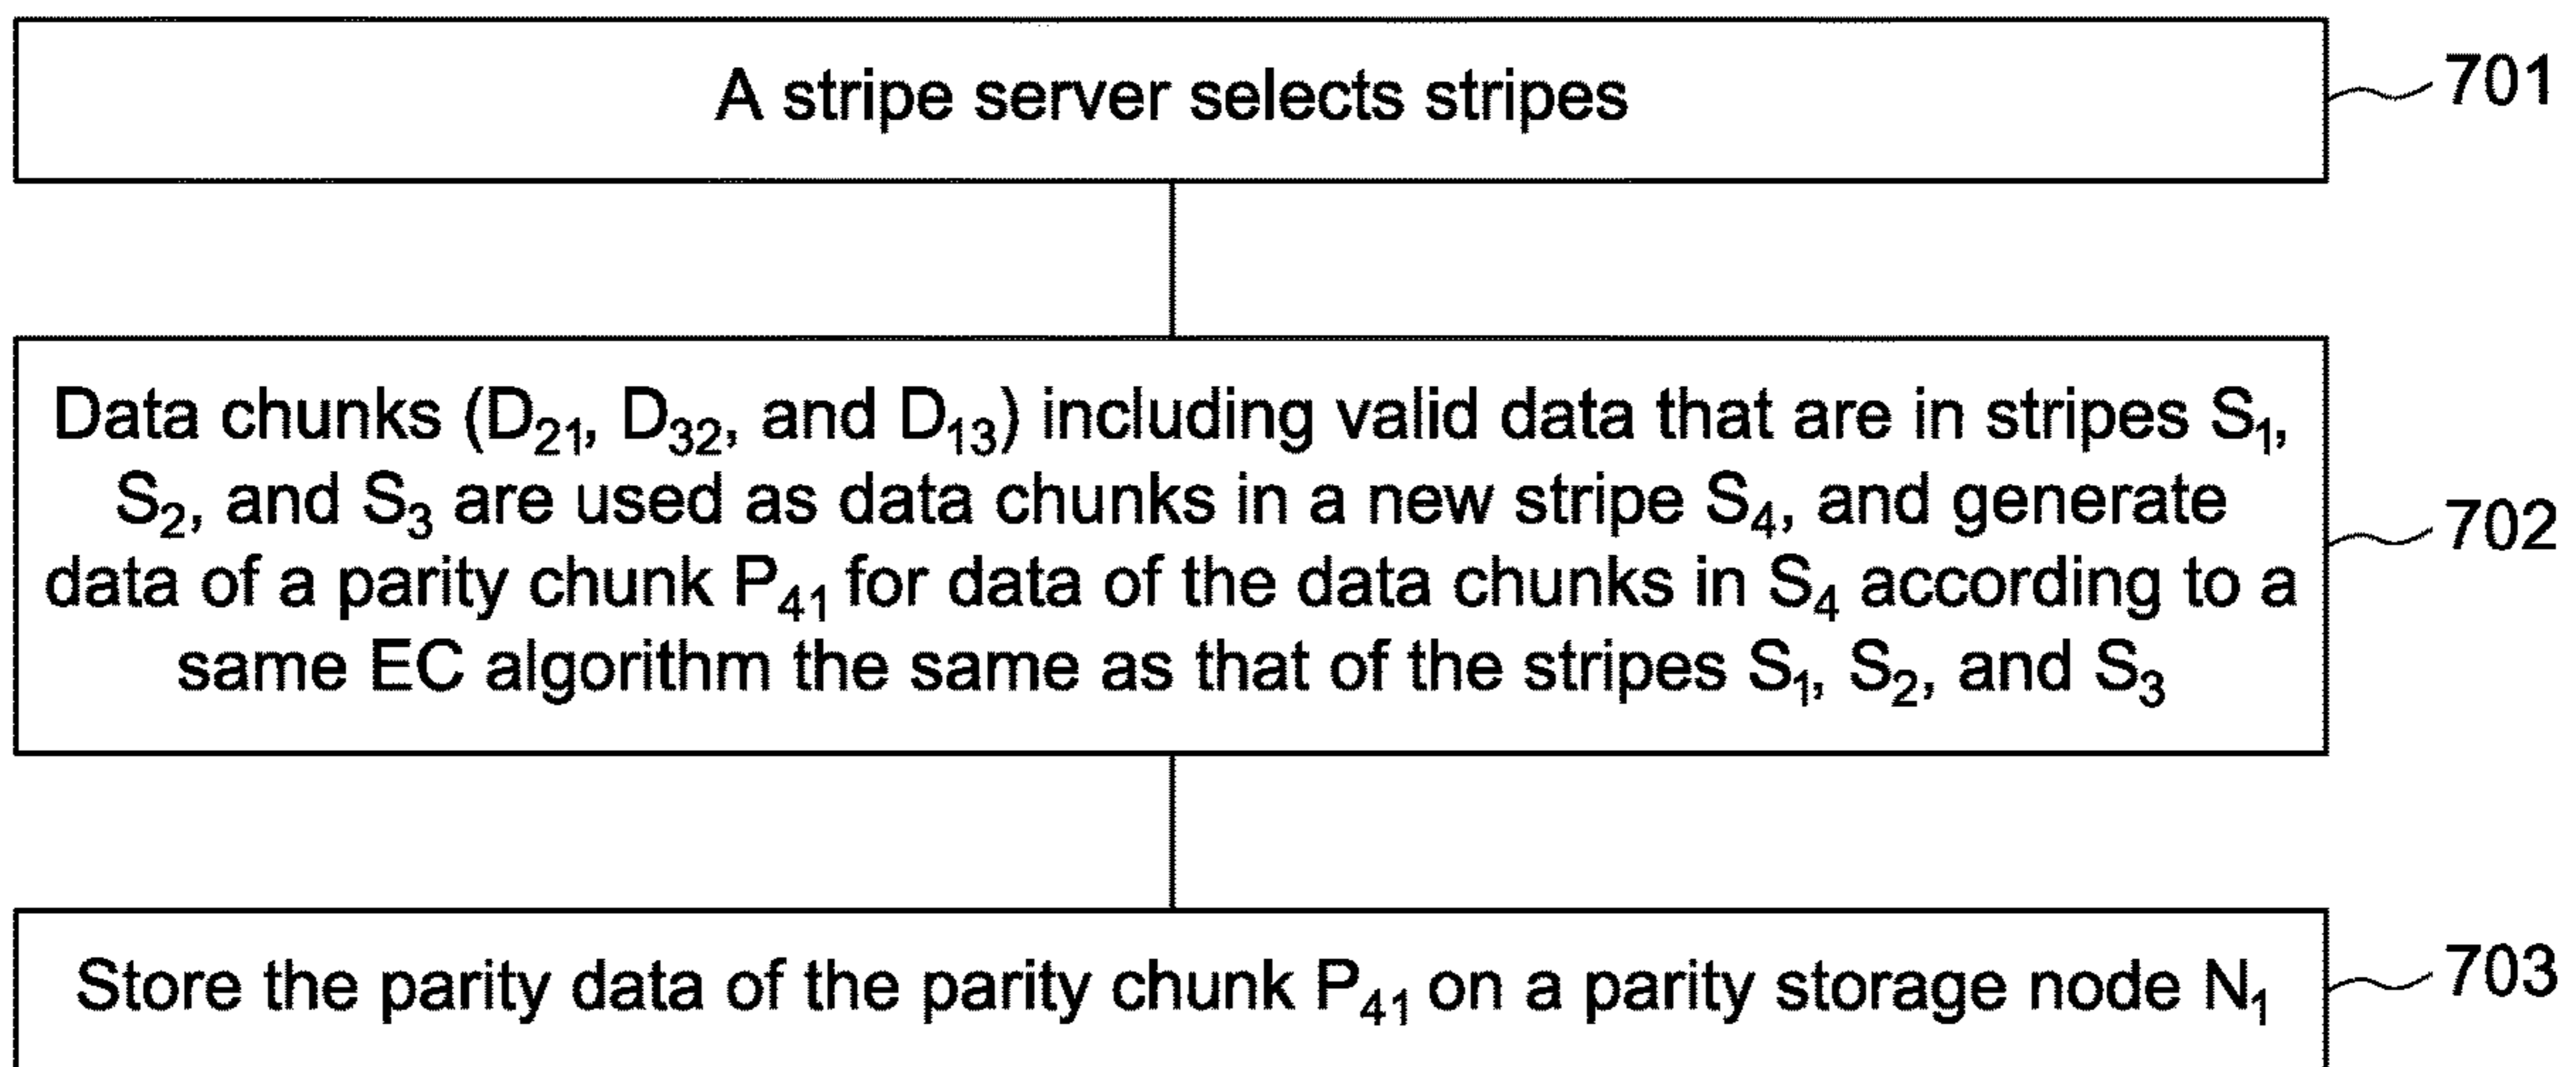 A stripe server selects stripes
701
Data chunks (D₂₁, D₃₂, and D₁₃) including valid data that are in stripes S₁,
S₂, and S₃ are used as data chunks in a new stripe S₄, and generate
data of a parity chunk P₄₁ for data of the data chunks in S₄ according to a
same EC algorithm the same as that of the stripes S₁, S₂, and S₃
702
Store the parity data of the parity chunk P₄₁ on a parity storage node N₁
703